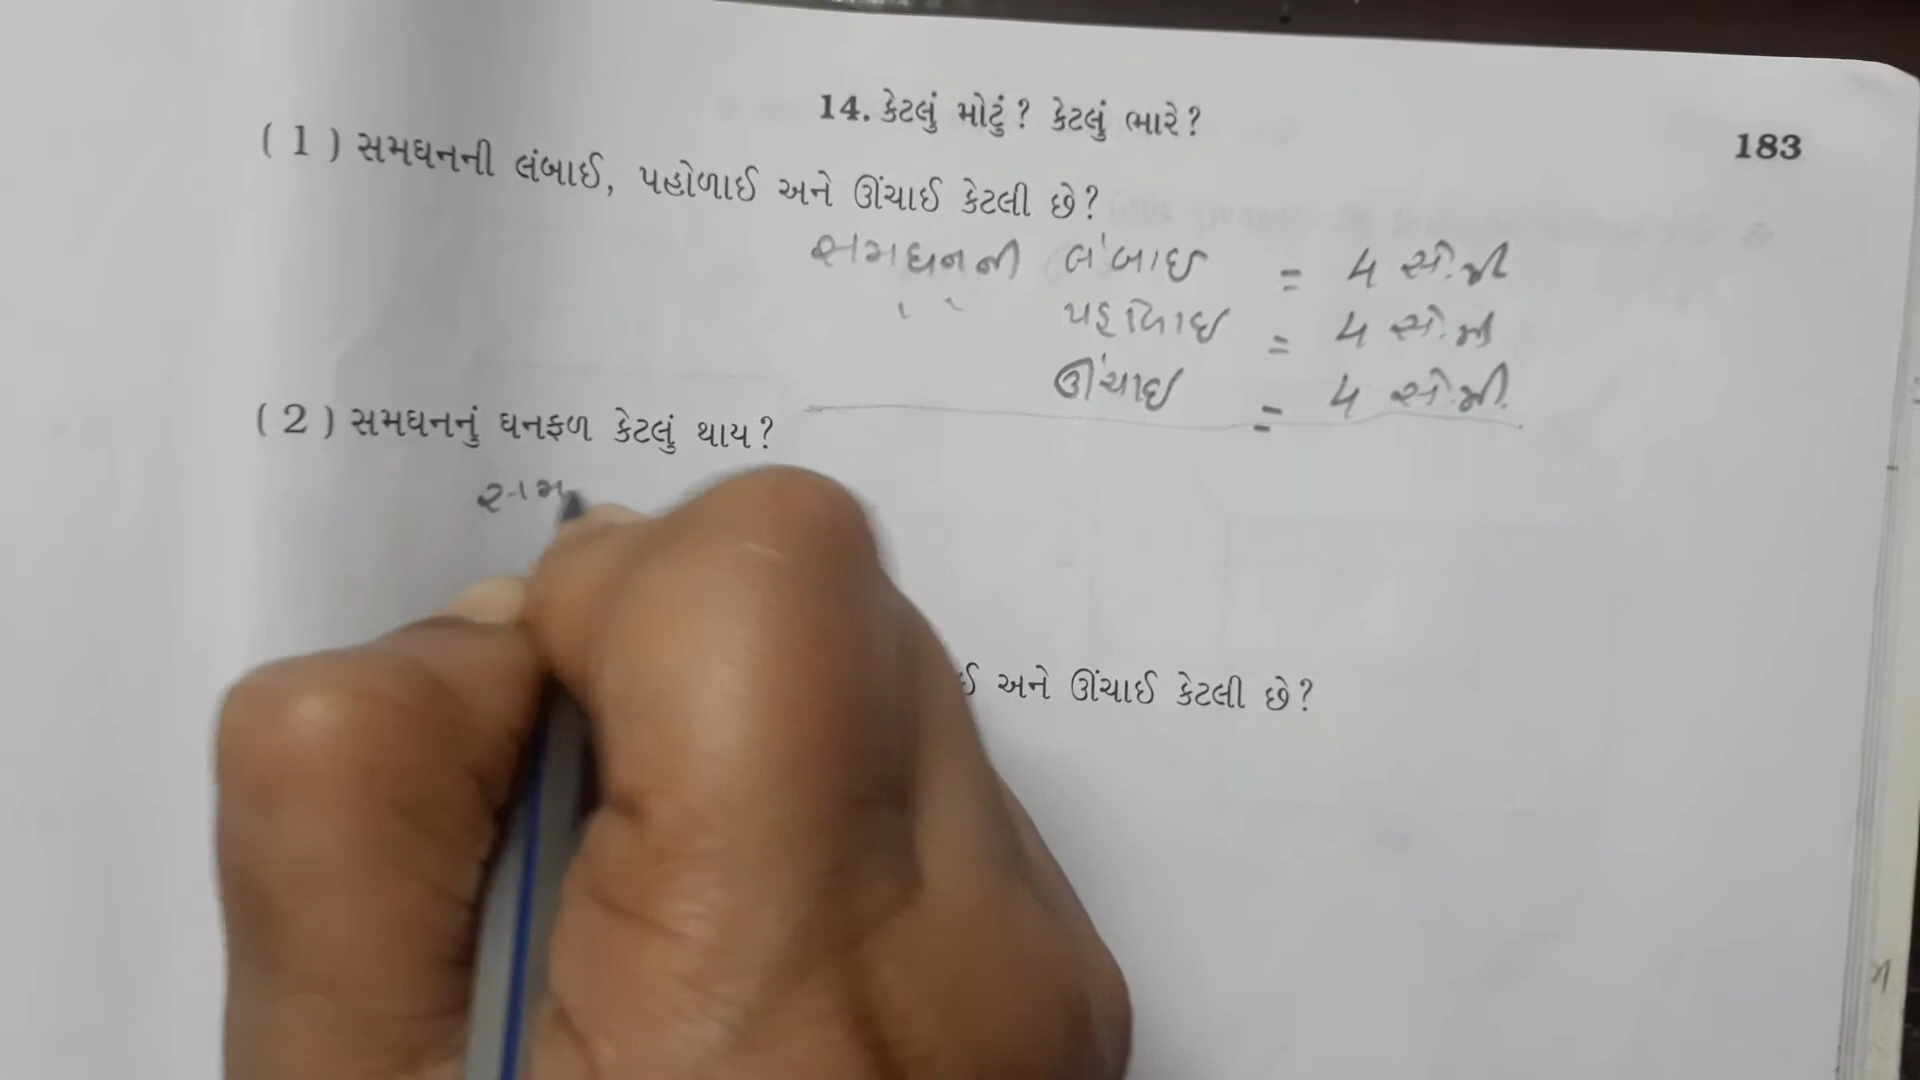 14. કેટલું મોટું? કેટલું ભારે?
183
( 1 ) સમઘનની લંબાઈ, પહોળાઈ અને ઊંચાઈ કેટલી છે?
સમઘનની લંબાઇ = 4 સે.મી
પહોળાઇ = 4 સે.મી
ઊંચાઇ = 4 સે.મી.
( 2 ) સમઘનનું ઘનફળ કેટલું થાય?
સમ
અને ઊંચાઈ કેટલી છે?